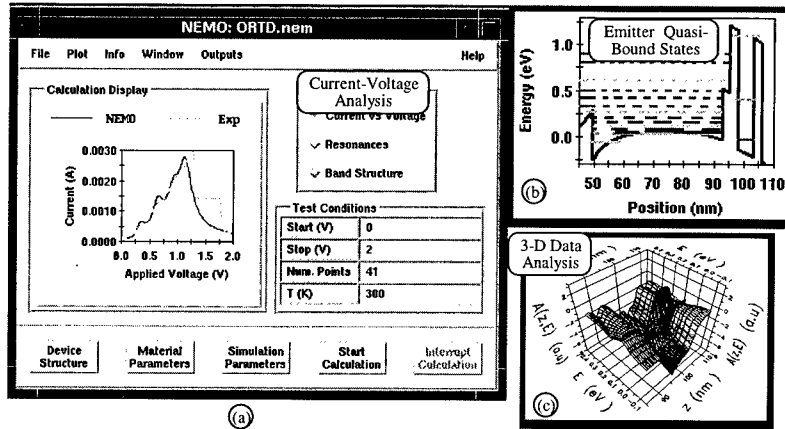 NEMO: ORTD.nem
File Plot Info Window Outputs Help
Calculation Display
NEMO Exp
0.0030
0.0020
0.0010
0.0000
Current (A)
0.0 0.5 1.0 1.5 2.0
Applied Voltage (V)
Current-Voltage
Analysis
Current vs Voltage
Resonances
Band Structure
Test Conditions
Start (V) 0
Stop (V) 2
Num. Points 41
T (K) 300
Device
Structure
Material
Parameters
Simulation
Parameters
Start
Calculation
Interrupt
Calculation
(a)
Emitter Quasi-
Bound States
Energy (eV)
1.0
0.5
0.0
45 50 60 70 80 90 100 110
Position (nm)
(b)
3-D Data
Analysis
E (eV)
A(z,E) (a.u)
A(z,E) (a.u)
E (eV)
z (nm)
(c)